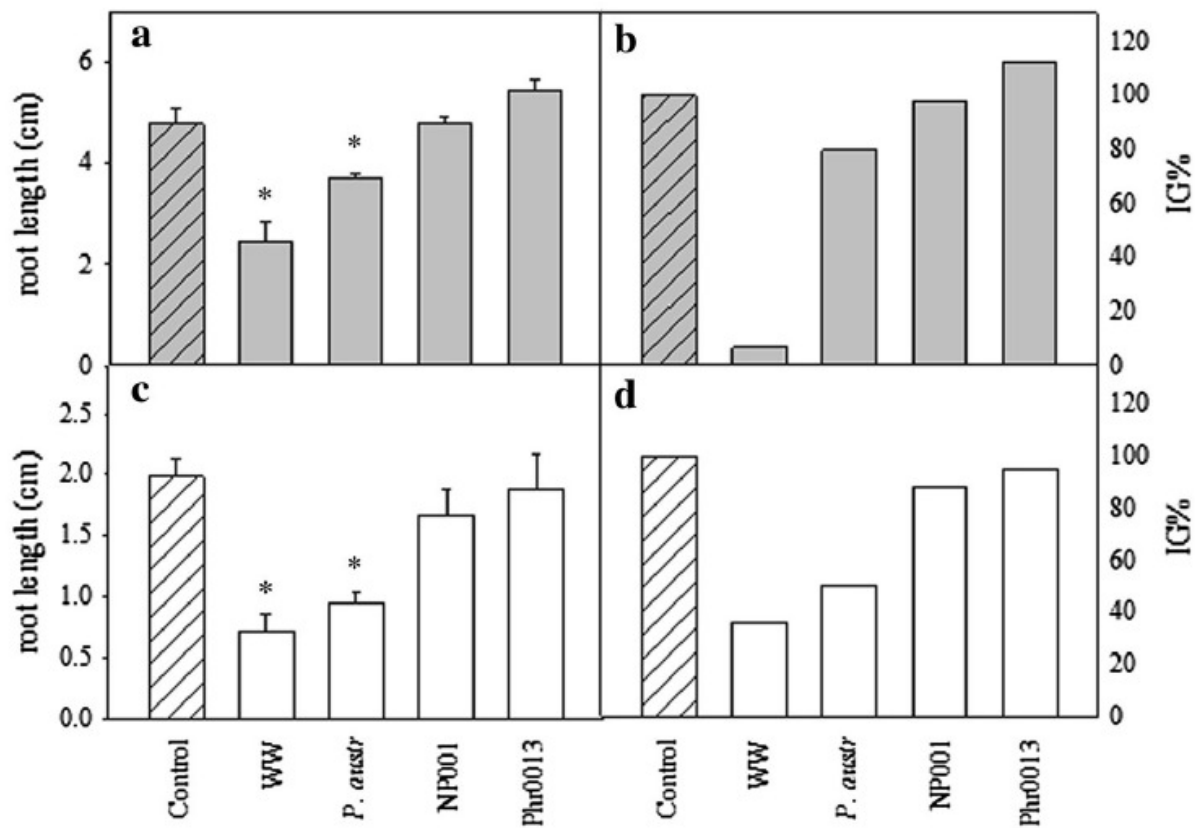 a
b
6
4
2
0
root length (cm)
*
*
120
100
80
60
40
20
0
IG%
c
d
2.5
2.0
1.5
1.0
0.5
0.0
root length (cm)
*
*
120
100
80
60
40
20
0
IG%
Control
WW
P. austr
NP001
Phr0013
Control
WW
P. austr
NP001
Phr0013